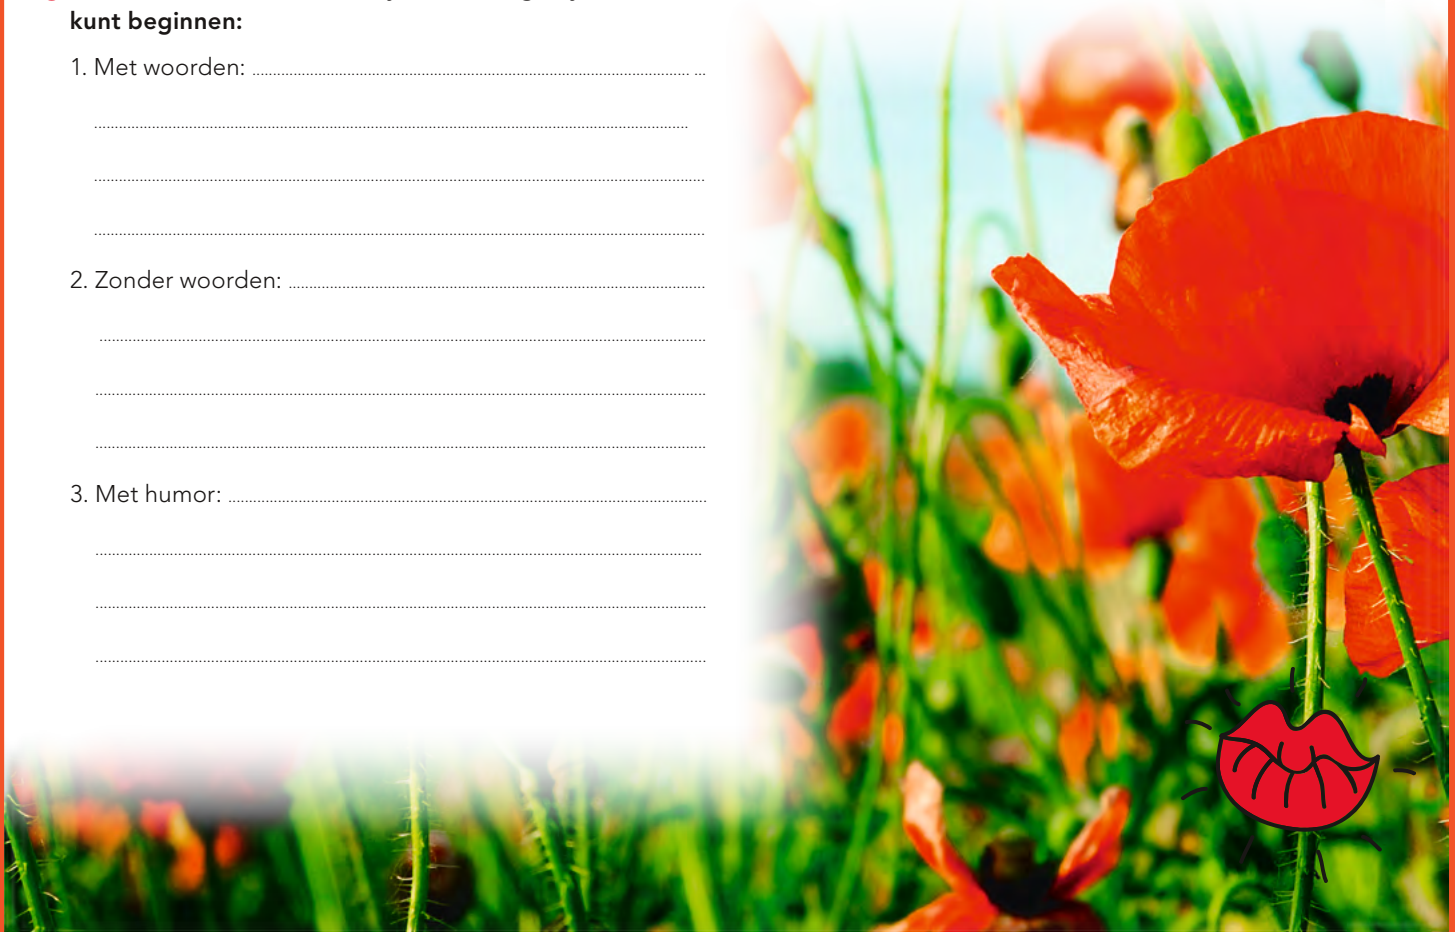 kunt beginnen:
1. Met woorden:
2. Zonder woorden:
3. Met humor: